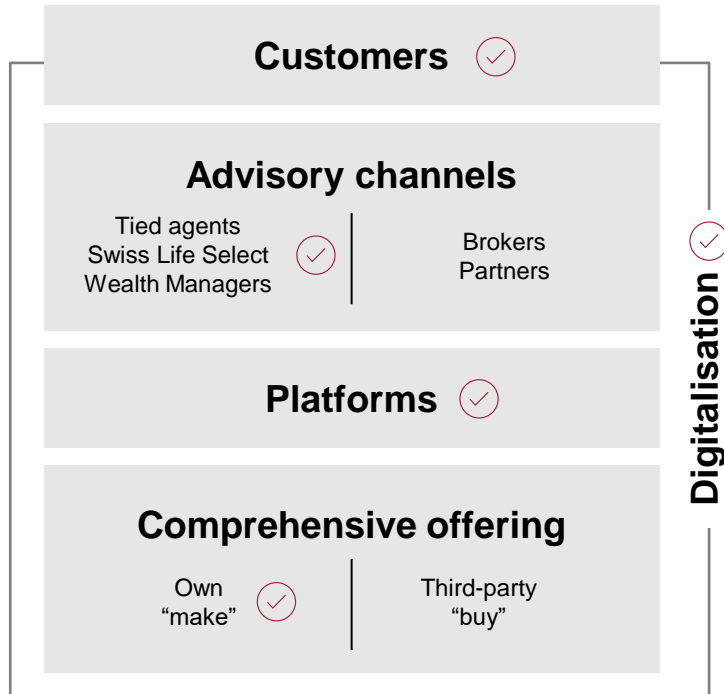 Customers
Advisory channels
Tied agents
Swiss Life Select
Wealth Managers
Brokers
Partners
Platforms
Comprehensive offering
Own
“make”
Third-party
“buy”
Digitalisation